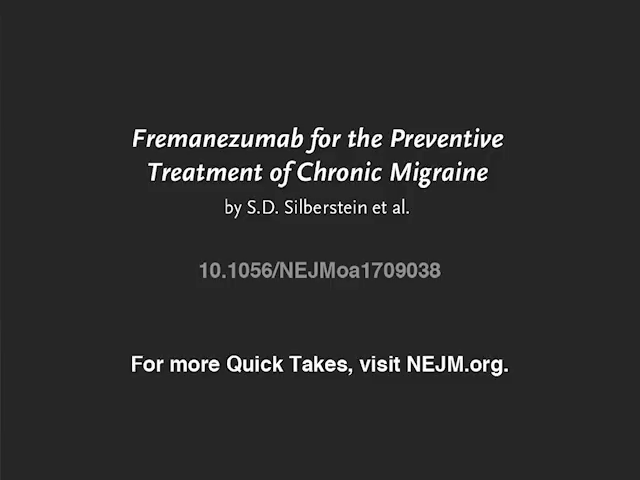 Fremanezumab for the Preventive
Treatment of Chronic Migraine
by S.D. Silberstein et al.
10.1056/NEJMoa1709038
For more Quick Takes, visit NEJM.org.